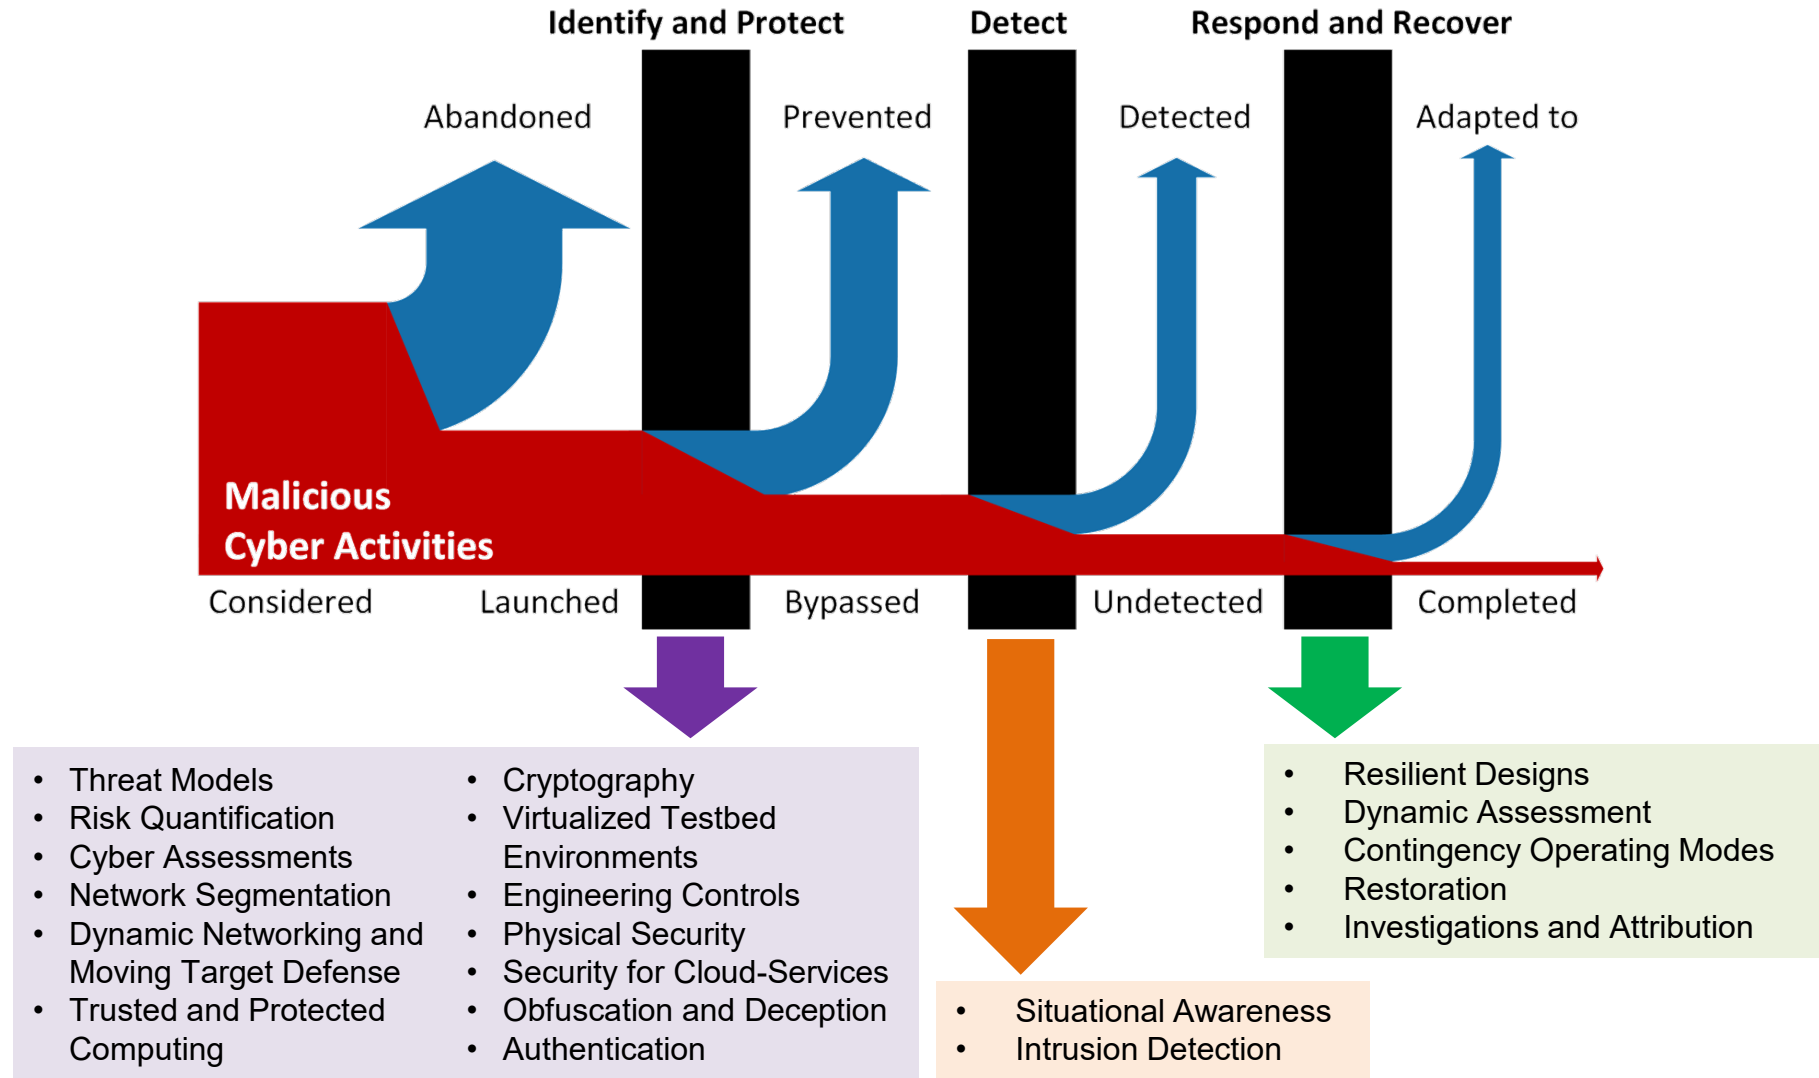 Identify and Protect
Detect
Respond and Recover
Abandoned
Prevented
Detected
Adapted to
Malicious
Cyber Activities
Considered
Launched
Bypassed
Undetected
Completed
• Threat Models
• Risk Quantification
• Cyber Assessments
• Network Segmentation
• Dynamic Networking and
Moving Target Defense
• Trusted and Protected
Computing
• Cryptography
• Virtualized Testbed
Environments
• Engineering Controls
• Physical Security
• Security for Cloud-Services
• Obfuscation and Deception
• Authentication
• Situational Awareness
• Intrusion Detection
• Resilient Designs
• Dynamic Assessment
• Contingency Operating Modes
• Restoration
• Investigations and Attribution